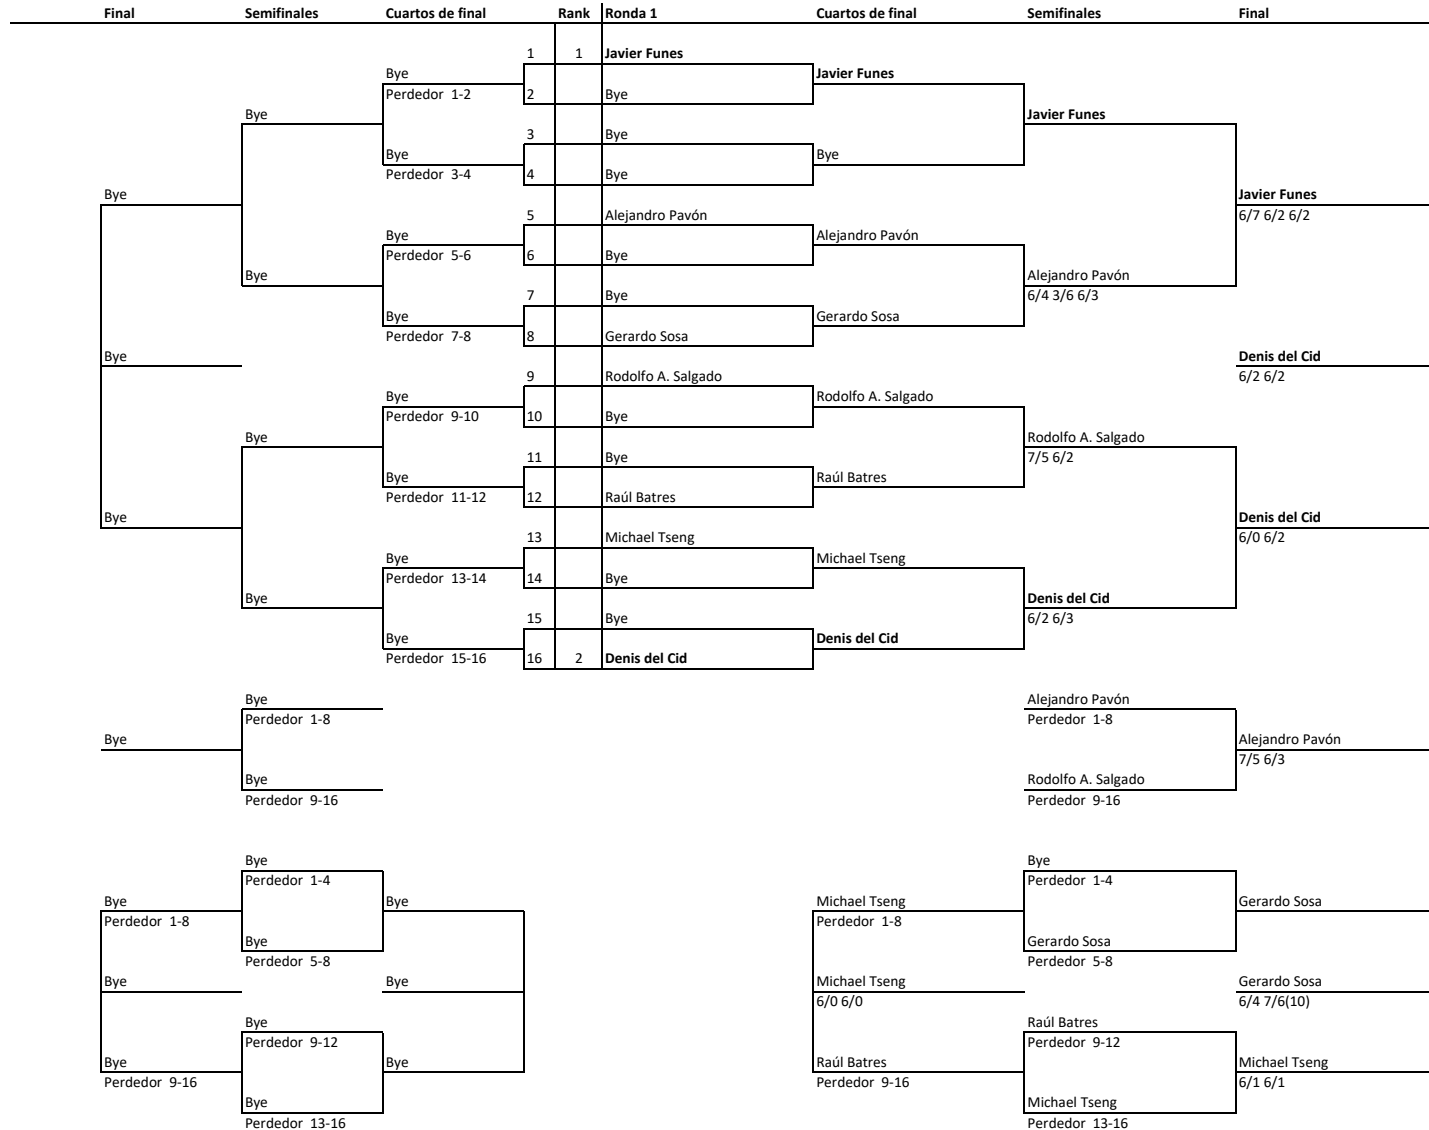 Final Semifinales Cuartos de final Rank Ronda 1 Cuartos de final Semifinales Final
1 1 Javier Funes
Bye Javier Funes
Perdedor 1-2 2 Bye
Bye Javier Funes
3 Bye
Bye Bye
Perdedor 3-4 4 Bye
Bye Javier Funes
5 Alejandro Pavón 6/7 6/2 6/2
Bye Alejandro Pavón
Perdedor 5-6 6 Bye
Bye Alejandro Pavón
7 Bye 6/4 3/6 6/3
Bye Gerardo Sosa
Perdedor 7-8 8 Gerardo Sosa
Bye Denis del Cid
9 Rodolfo A. Salgado 6/2 6/2
Bye Rodolfo A. Salgado
Perdedor 9-10 10 Bye
Bye Rodolfo A. Salgado
11 Bye 7/5 6/2
Bye Raúl Batres
Perdedor 11-12 12 Raúl Batres
Bye Denis del Cid
13 Michael Tseng 6/0 6/2
Bye Michael Tseng
Perdedor 13-14 14 Bye
Bye Denis del Cid
15 Bye 6/2 6/3
Bye Denis del Cid
Perdedor 15-16 16 2 Denis del Cid
Bye Alejandro Pavón
Perdedor 1-8 Perdedor 1-8
Bye Alejandro Pavón
7/5 6/3
Bye Rodolfo A. Salgado
Perdedor 9-16 Perdedor 9-16
Bye Bye
Perdedor 1-4 Perdedor 1-4
Bye Bye Michael Tseng Gerardo Sosa
Perdedor 1-8 Perdedor 1-8
Bye Gerardo Sosa
Perdedor 5-8 Perdedor 5-8
Bye Bye Michael Tseng Gerardo Sosa
6/0 6/0 6/4 7/6(10)
Bye Raúl Batres
Perdedor 9-12 Perdedor 9-12
Bye Bye Raúl Batres Michael Tseng
Perdedor 9-16 Perdedor 9-16 6/1 6/1
Bye Michael Tseng
Perdedor 13-16 Perdedor 13-16